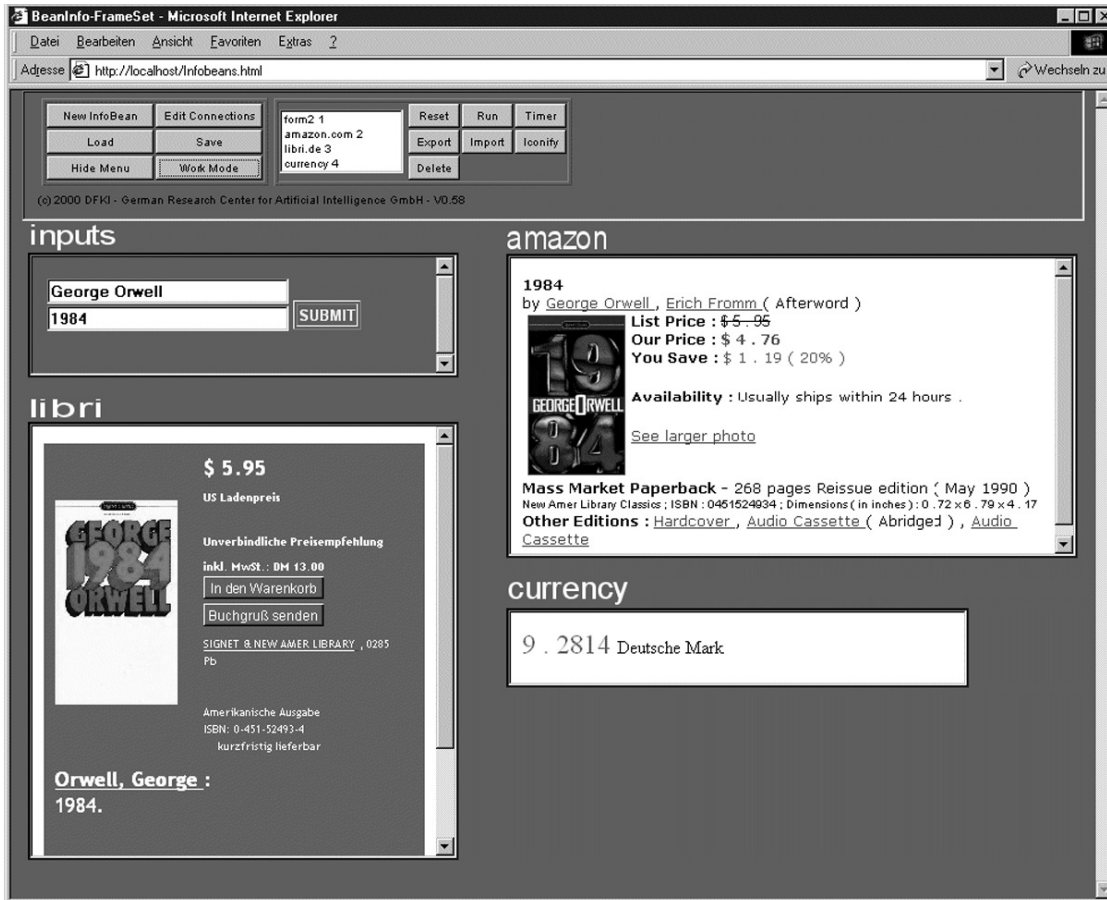 BeanInfo-FrameSet - Microsoft Internet Explorer
Datei Bearbeiten Ansicht Favoriten Extras ?
Adresse http://localhost/Infobeans.html Wechseln zu
New InfoBean Edit Connections
Load Save
Hide Menu Work Mode
form2 1
amazon.com 2
libri.de 3
currency 4
Reset Run Timer
Export Import Iconify
Delete
(c) 2000 DFKI - German Research Center for Artificial Intelligence GmbH - V0.58
inputs
George Orwell
1984
SUBMIT
libri
$ 5.95
US Ladenpreis
Unverbindliche Preisempfehlung
inkl. MwSt.: DM 13.00
In den Warenkorb
Buchgruß senden
SIGNET & NEW AMER LIBRARY , 0285
Pb
GEORGE
1984
ORWELL
Amerikanische Ausgabe
ISBN: 0-451-52493-4
kurzfristig lieferbar
Orwell, George :
1984.
amazon
1984
by George Orwell , Erich Fromm ( Afterword )
List Price : $ 5 . 95
Our Price : $ 4 . 76
You Save : $ 1 . 19 ( 20% )
Availability : Usually ships within 24 hours .
See larger photo
19
GEORGE ORWELL
84
Mass Market Paperback - 268 pages Reissue edition ( May 1990 )
New Amer Library Classics ; ISBN : 0451524934 ; Dimensions ( in inches ) : 0 . 72 x 6 . 79 x 4 . 17
Other Editions : Hardcover , Audio Cassette ( Abridged ) , Audio
Cassette
currency
9 . 2814 Deutsche Mark